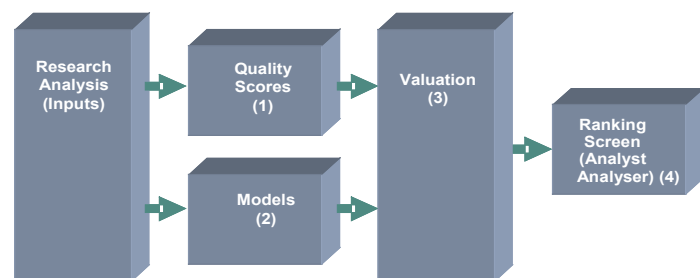 Research
Analysis
(Inputs)
Quality
Scores
(1)
Models
(2)
Valuation
(3)
Ranking
Screen
(Analyst
Analyser) (4)